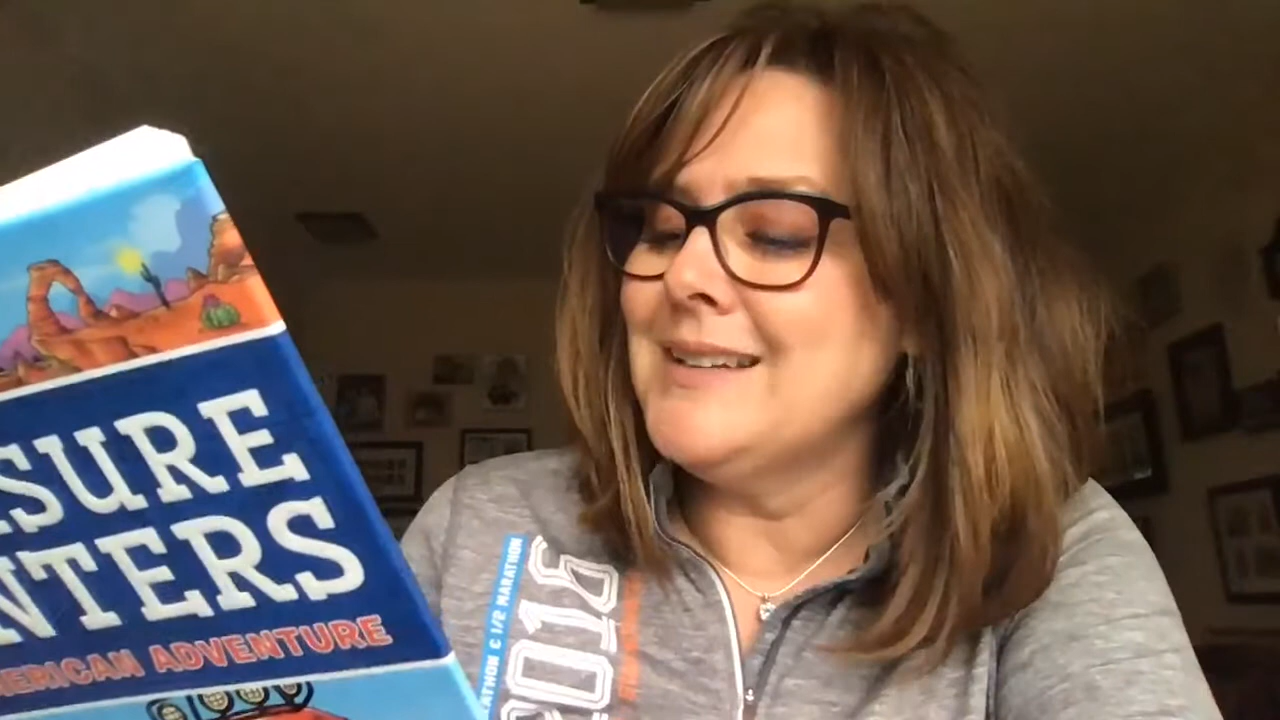 SURE
NTERS
ERICAN ADVENTURE
ATHON & 1/2 MARATHON
2016